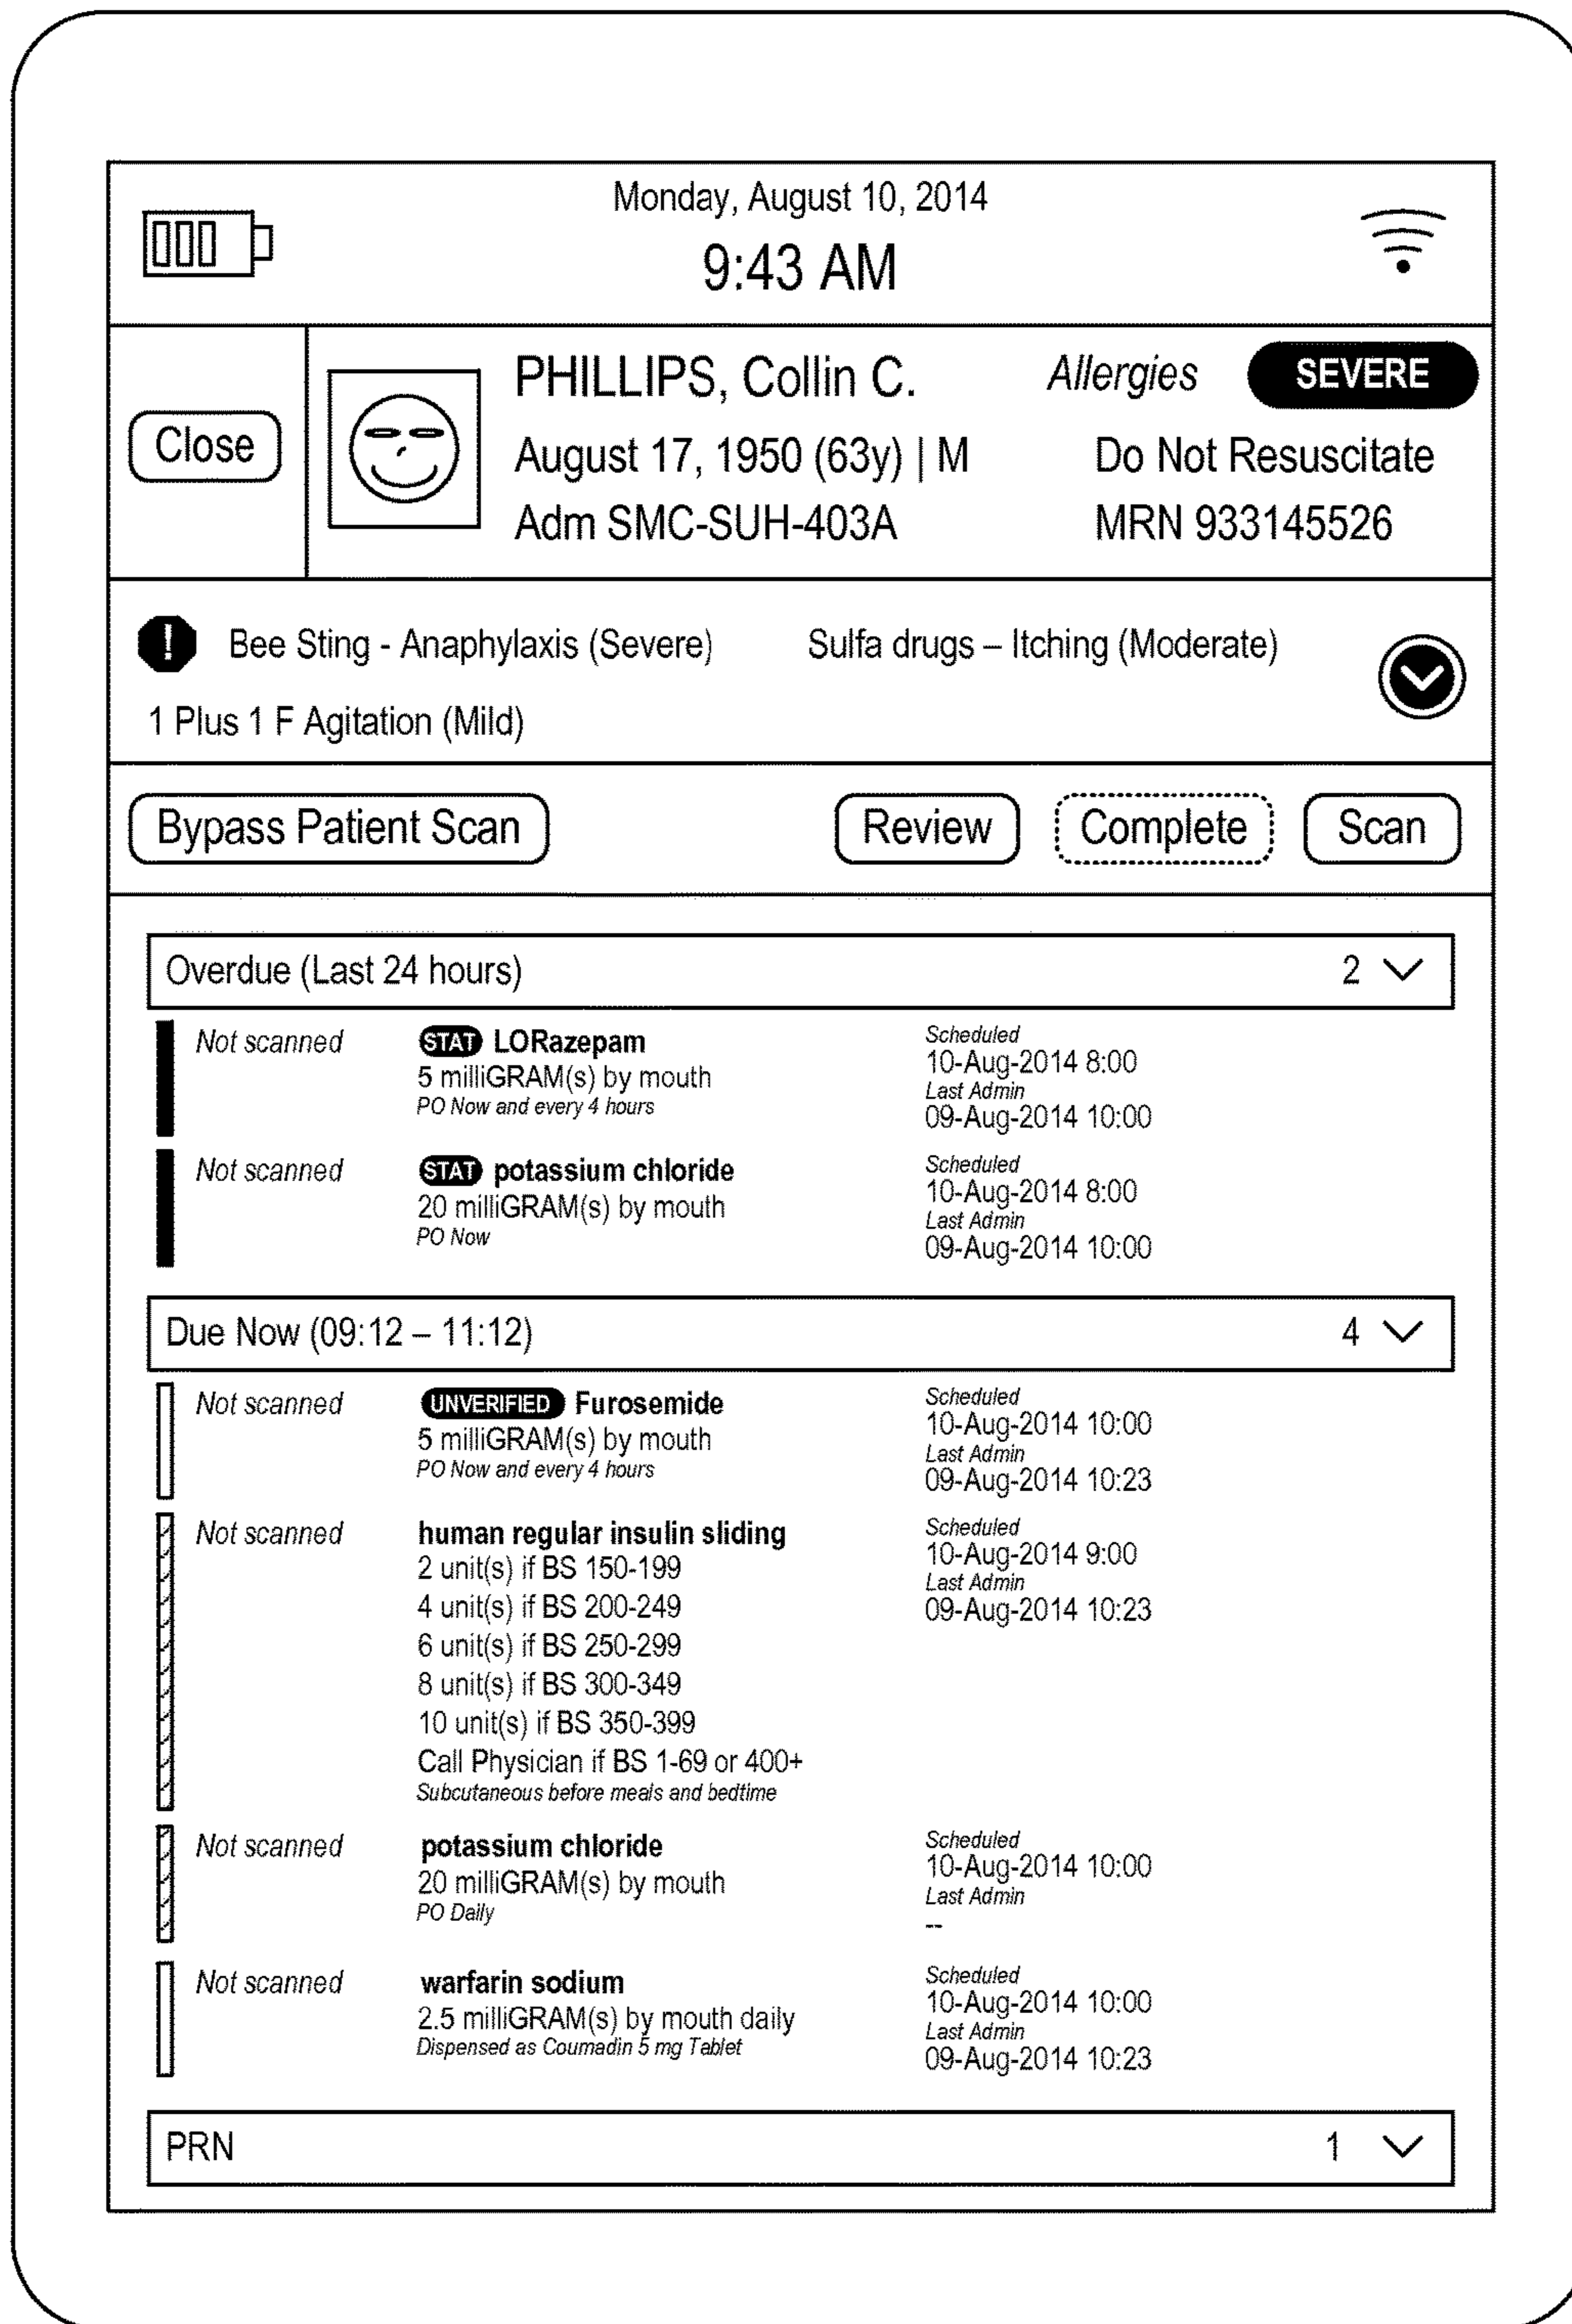 Monday, August 10, 2014
9:43 AM
Close
PHILLIPS, Collin C.
Allergies SEVERE
August 17, 1950 (63y) | M
Do Not Resuscitate
Adm SMC-SUH-403A
MRN 933145526
! Bee Sting - Anaphylaxis (Severe)
Sulfa drugs – Itching (Moderate)
1 Plus 1 F Agitation (Mild)
Bypass Patient Scan
Review
Complete
Scan
Overdue (Last 24 hours) 2
Not scanned
STAT LORazepam
5 milliGRAM(s) by mouth
PO Now and every 4 hours
Scheduled
10-Aug-2014 8:00
Last Admin
09-Aug-2014 10:00
Not scanned
STAT potassium chloride
20 milliGRAM(s) by mouth
PO Now
Scheduled
10-Aug-2014 8:00
Last Admin
09-Aug-2014 10:00
Due Now (09:12 – 11:12) 4
Not scanned
UNVERIFIED Furosemide
5 milliGRAM(s) by mouth
PO Now and every 4 hours
Scheduled
10-Aug-2014 10:00
Last Admin
09-Aug-2014 10:23
Not scanned
human regular insulin sliding
2 unit(s) if BS 150-199
4 unit(s) if BS 200-249
6 unit(s) if BS 250-299
8 unit(s) if BS 300-349
10 unit(s) if BS 350-399
Call Physician if BS 1-69 or 400+
Subcutaneous before meals and bedtime
Scheduled
10-Aug-2014 9:00
Last Admin
09-Aug-2014 10:23
Not scanned
potassium chloride
20 milliGRAM(s) by mouth
PO Daily
Scheduled
10-Aug-2014 10:00
Last Admin
--
Not scanned
warfarin sodium
2.5 milliGRAM(s) by mouth daily
Dispensed as Coumadin 5 mg Tablet
Scheduled
10-Aug-2014 10:00
Last Admin
09-Aug-2014 10:23
PRN 1